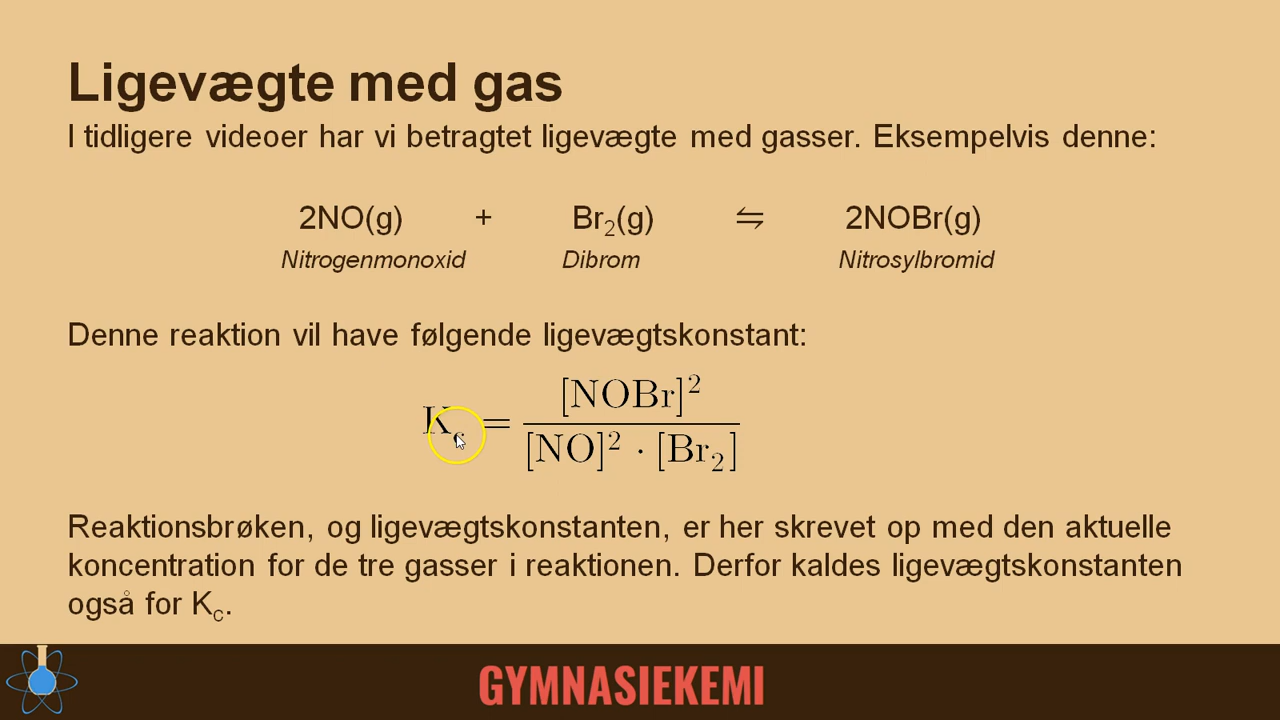 Ligevægte med gas
I tidligere videoer har vi betragtet ligevægte med gasser. Eksempelvis denne:
2NO(g) + Br₂(g) ⇋ 2NOBr(g)
Nitrogenmonoxid Dibrom Nitrosylbromid
Denne reaktion vil have følgende ligevægtskonstant:
K_c = [NOBr]² / [NO]² · [Br₂]
Reaktionsbrøken, og ligevægtskonstanten, er her skrevet op med den aktuelle
koncentration for de tre gasser i reaktionen. Derfor kaldes ligevægtskonstanten
også for K_c.
GYMNASIEKEMI